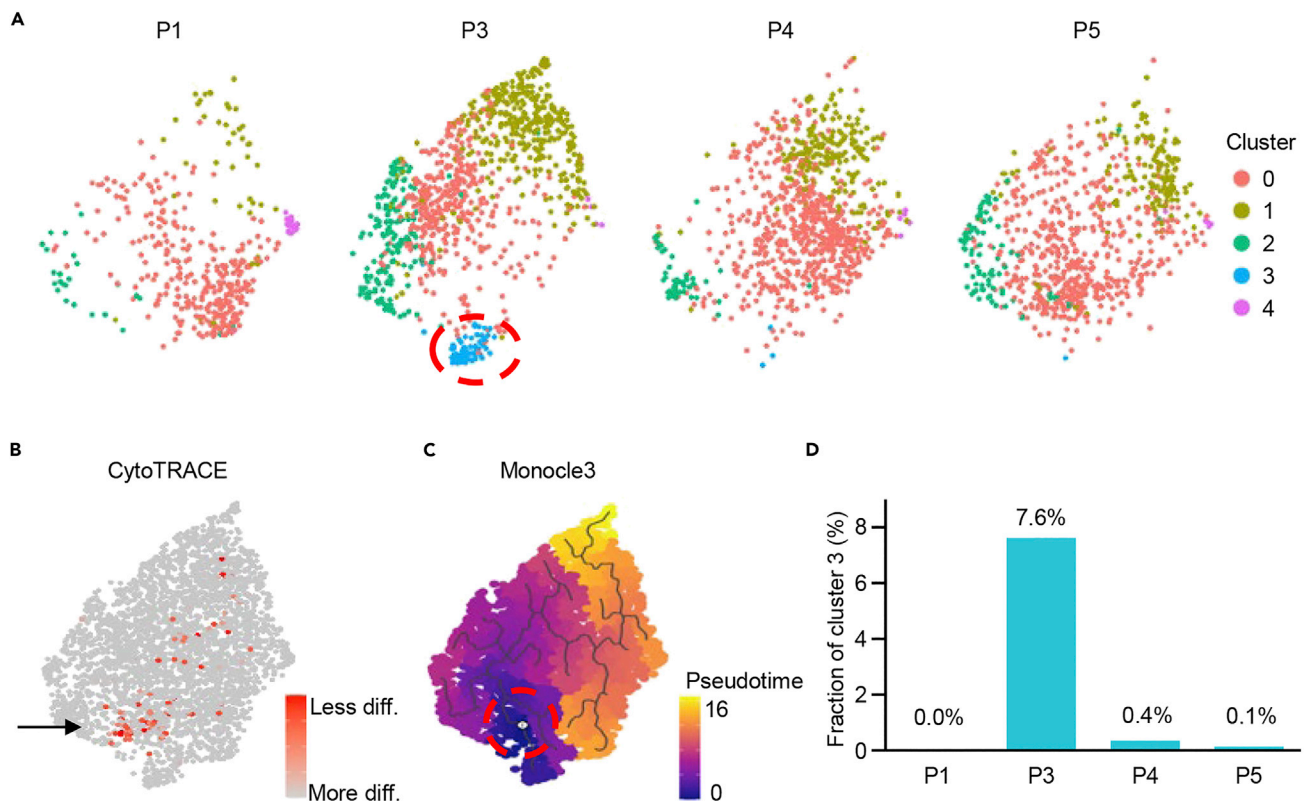 A
P1
P3
P4
P5
Cluster
0
1
2
3
4
B
CytoTRACE
Less diff.
More diff.
C
Monocle3
Pseudotime
16
0
D
Fraction of cluster 3 (%)
8
6
4
2
0
0.0%
7.6%
0.4%
0.1%
P1
P3
P4
P5